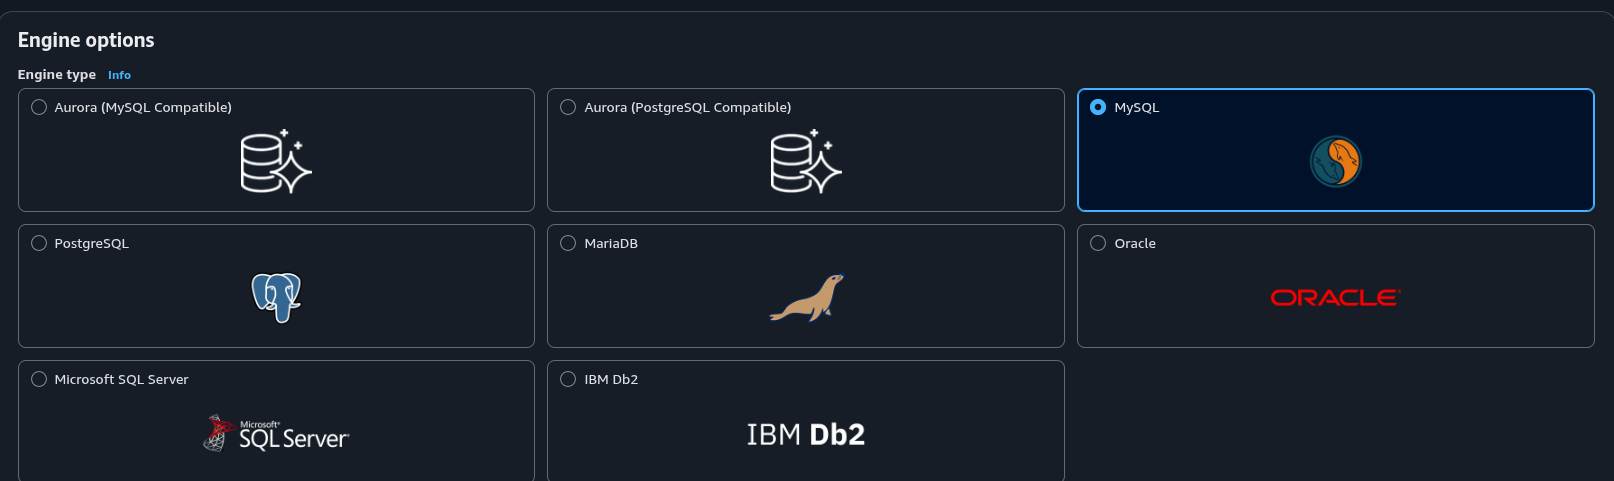 Engine options
Engine type Info
Aurora (MySQL Compatible)
Aurora (PostgreSQL Compatible)
MySQL
PostgreSQL
MariaDB
Oracle
ORACLE
Microsoft SQL Server
IBM Db2
Microsoft®
SQL Server
IBM Db2